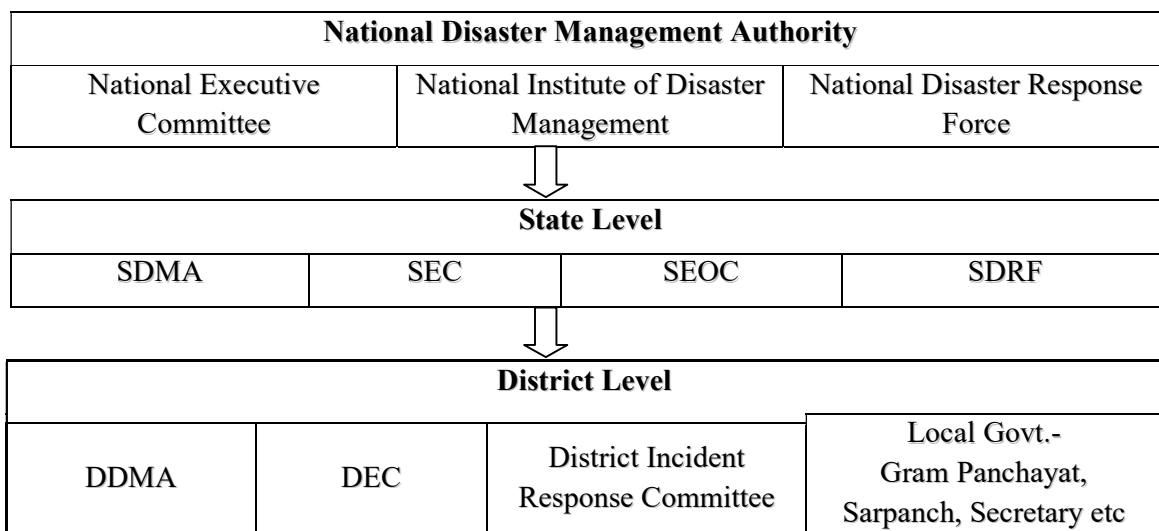 National Disaster Management Authority
National Executive
Committee
National Institute of Disaster
Management
National Disaster Response
Force
State Level
SDMA
SEC
SEOC
SDRF
District Level
DDMA
DEC
District Incident
Response Committee
Local Govt.-
Gram Panchayat,
Sarpanch, Secretary etc